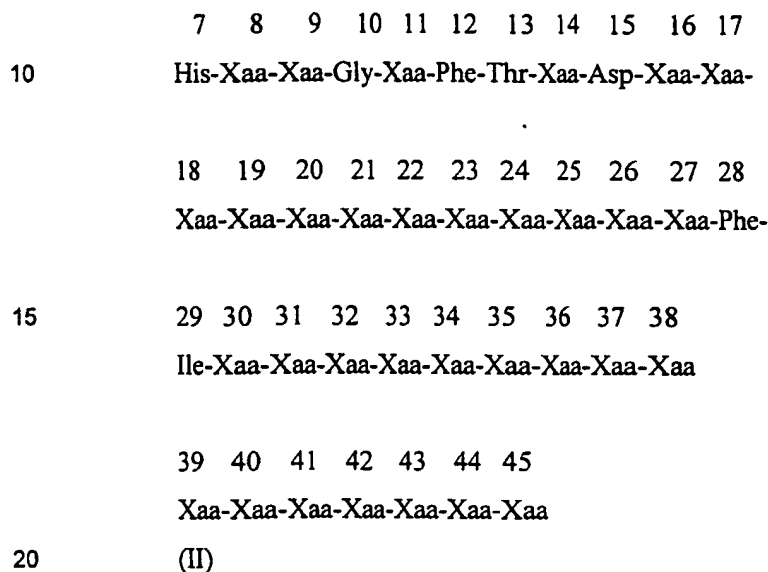 7 8 9 10 11 12 13 14 15 16 17
10 His-Xaa-Xaa-Gly-Xaa-Phe-Thr-Xaa-Asp-Xaa-Xaa-
18 19 20 21 22 23 24 25 26 27 28
Xaa-Xaa-Xaa-Xaa-Xaa-Xaa-Xaa-Xaa-Xaa-Xaa-Phe-
15 29 30 31 32 33 34 35 36 37 38
Ile-Xaa-Xaa-Xaa-Xaa-Xaa-Xaa-Xaa-Xaa-Xaa
39 40 41 42 43 44 45
Xaa-Xaa-Xaa-Xaa-Xaa-Xaa-Xaa
20 (II)